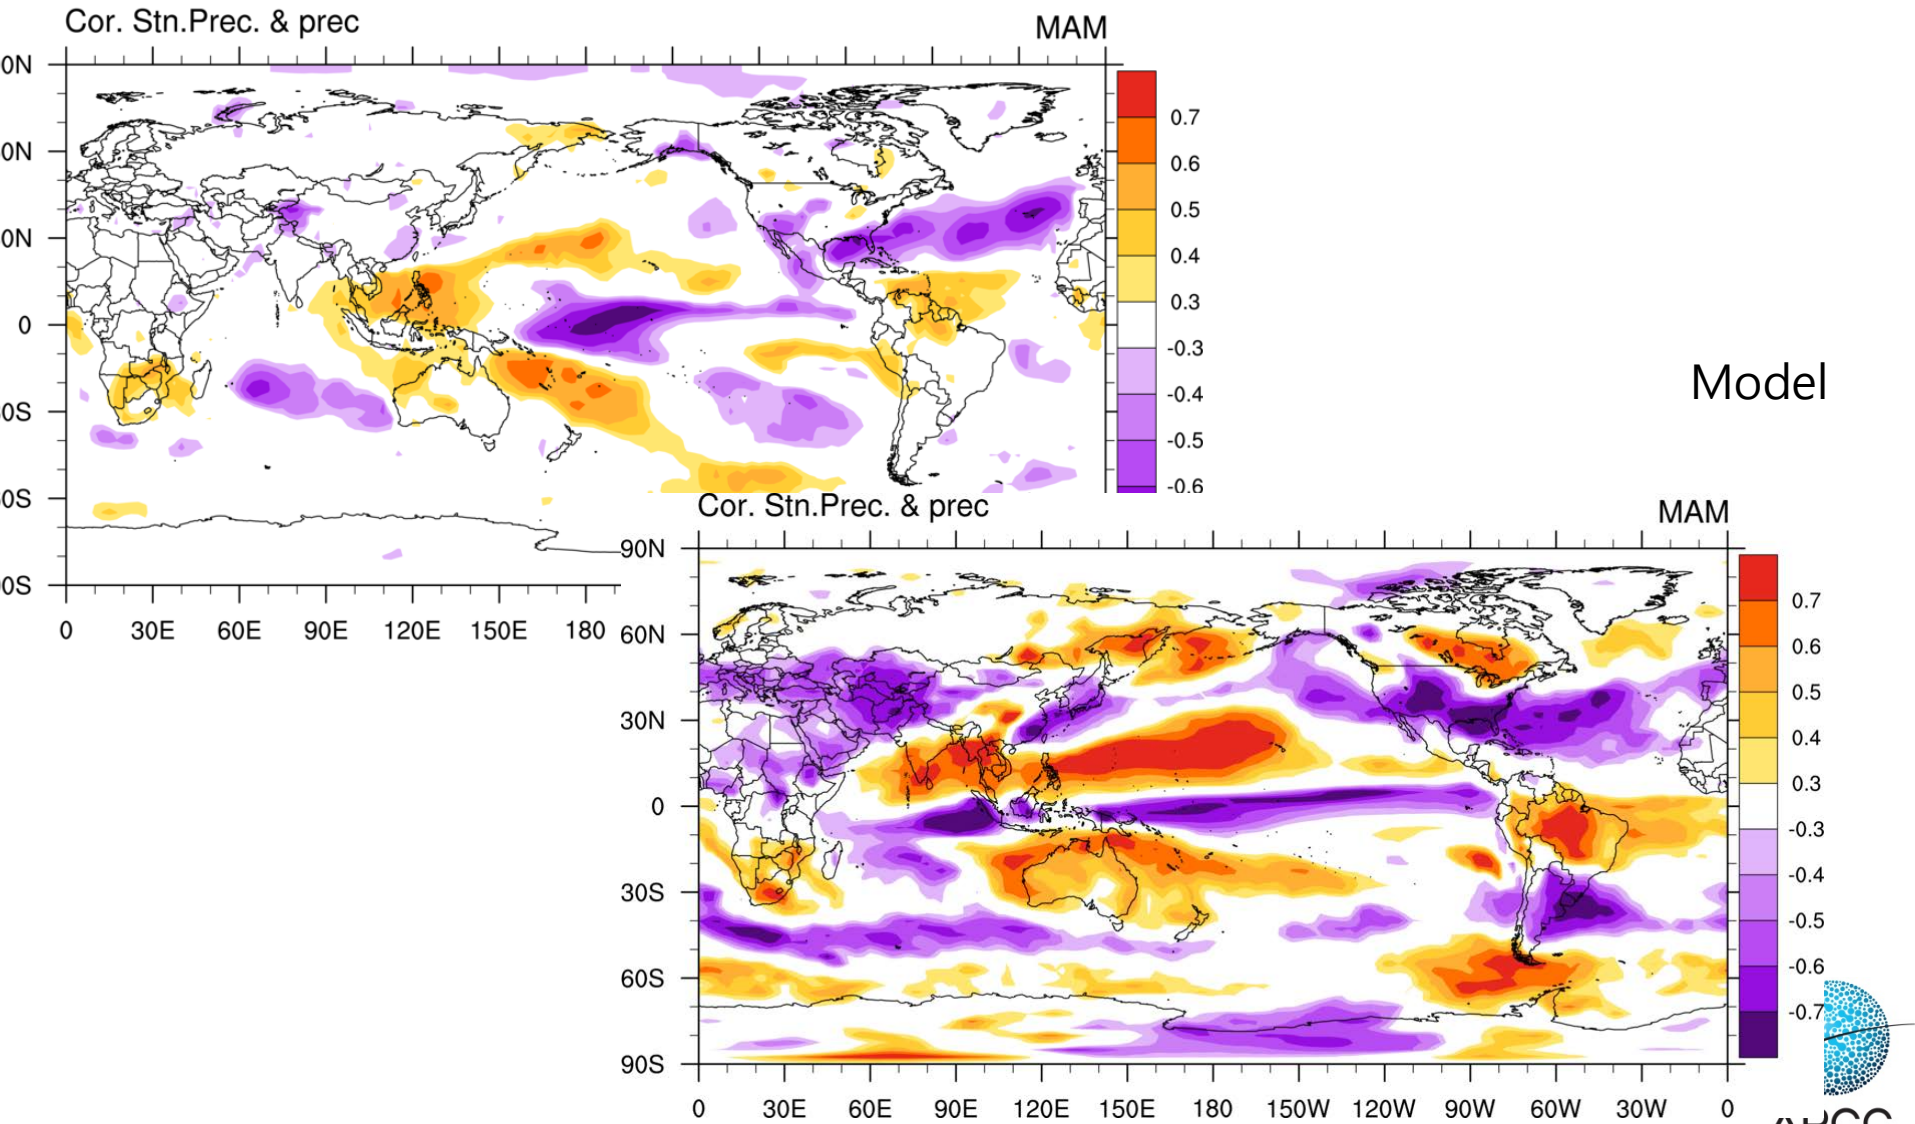 Cor. Stn.Prec. & prec
MAM
0N
0N
0N
0
0S
0S
0S
0
30E
60E
90E
120E
150E
180
0.7
0.6
0.5
0.4
0.3
-0.3
-0.4
-0.5
-0.6
Model
Cor. Stn.Prec. & prec
MAM
90N
60N
30N
0
30S
60S
90S
0
30E
60E
90E
120E
150E
180
150W
120W
90W
60W
30W
0
0.7
0.6
0.5
0.4
0.3
-0.3
-0.4
-0.5
-0.6
-0.7
APCC